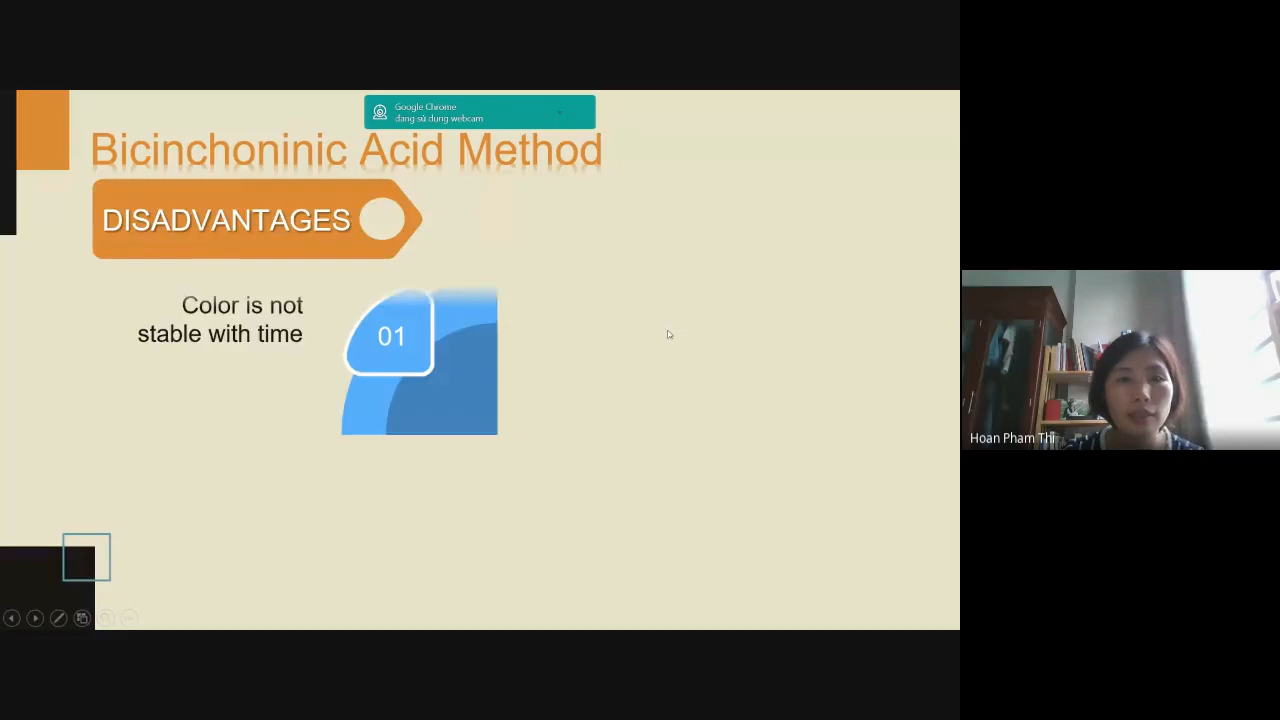 Google Chrome
đang sử dụng webcam
Bicinchoninic Acid Method
DISADVANTAGES
Color is not
stable with time
01
Hoan Pham Thi